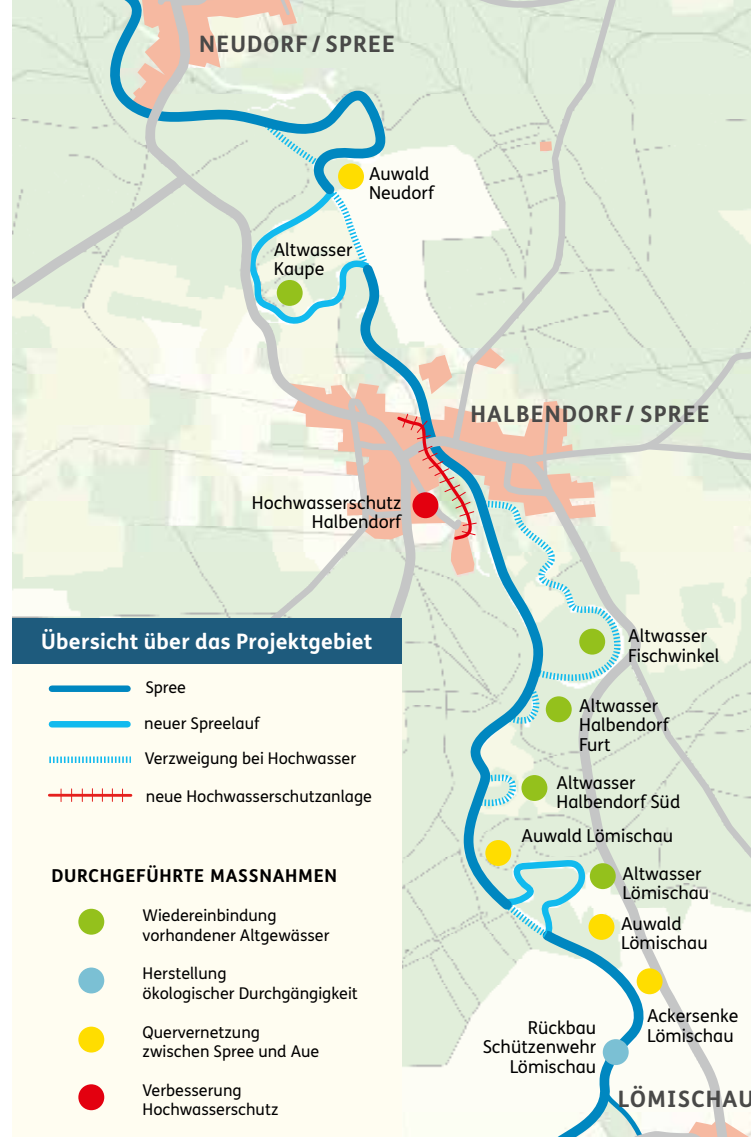 NEUDORF / SPREE
Auwald
Neudorf
Altwasser
Kaupe
HALBENDORF / SPREE
Hochwasserschutz
Halbendorf
Altwasser
Fischwinkel
Altwasser
Halbendorf
Furt
Altwasser
Halbendorf Süd
Auwald Lömischau
Altwasser
Lömischau
Auwald
Lömischau
Ackersenke
Lömischau
Rückbau
Schützenwehr
Lömischau
LÖMISCHAU
Übersicht über das Projektgebiet
Spree
neuer Spreelauf
Verzweigung bei Hochwasser
neue Hochwasserschutzanlage
DURCHGEFÜHRTE MASSNAHMEN
Wiedereinbindung
vorhandener Altgewässer
Herstellung
ökologischer Durchgängigkeit
Quervernetzung
zwischen Spree und Aue
Verbesserung
Hochwasserschutz